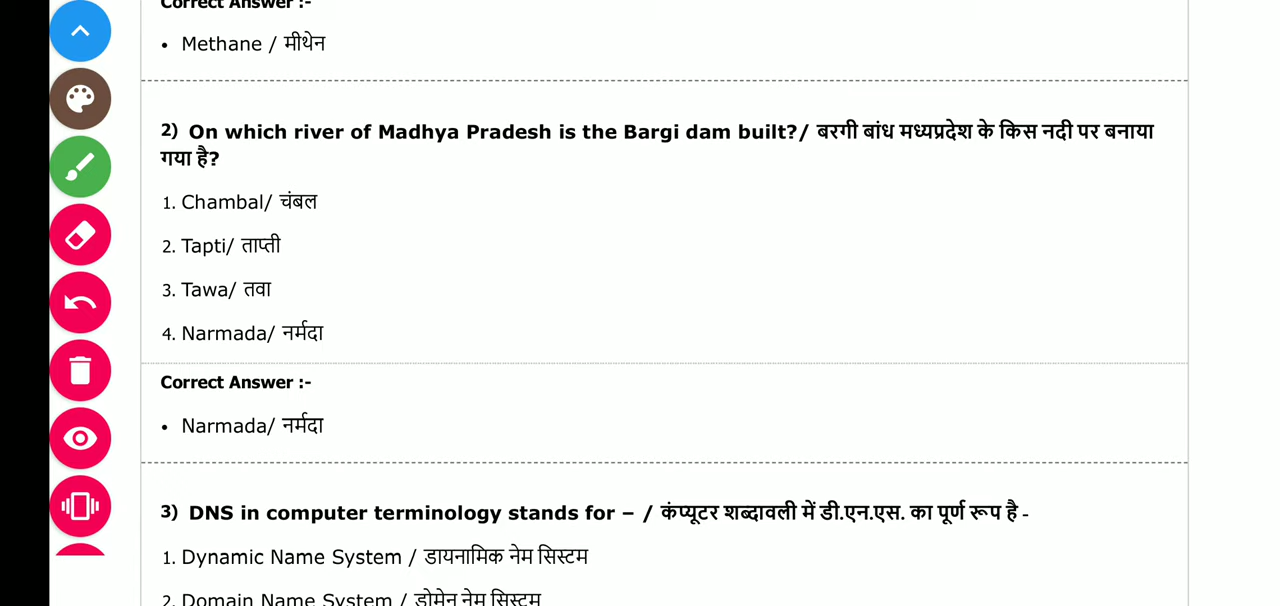 Correct Answer :-
• Methane / मीथेन
2) On which river of Madhya Pradesh is the Bargi dam built?/ बरगी बांध मध्यप्रदेश के किस नदी पर बनाया
गया है?
1. Chambal/ चंबल
2. Tapti/ ताप्ती
3. Tawa/ तवा
4. Narmada/ नर्मदा
Correct Answer :-
• Narmada/ नर्मदा
3) DNS in computer terminology stands for – / कंप्यूटर शब्दावली में डी.एन.एस. का पूर्ण रूप है -
1. Dynamic Name System / डायनामिक नेम सिस्टम
2. Domain Name System / डोमेन नेम सिस्टम